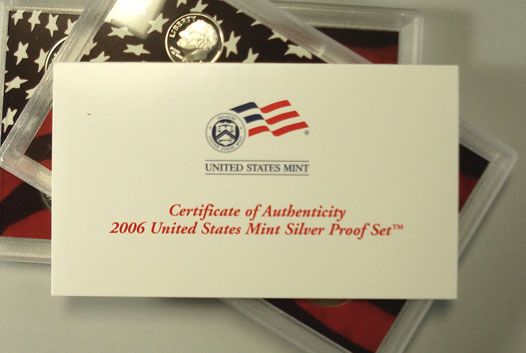 LIBERTY
UNITED STATES MINT
®
Certificate of Authenticity
2006 United States Mint Silver Proof Set™